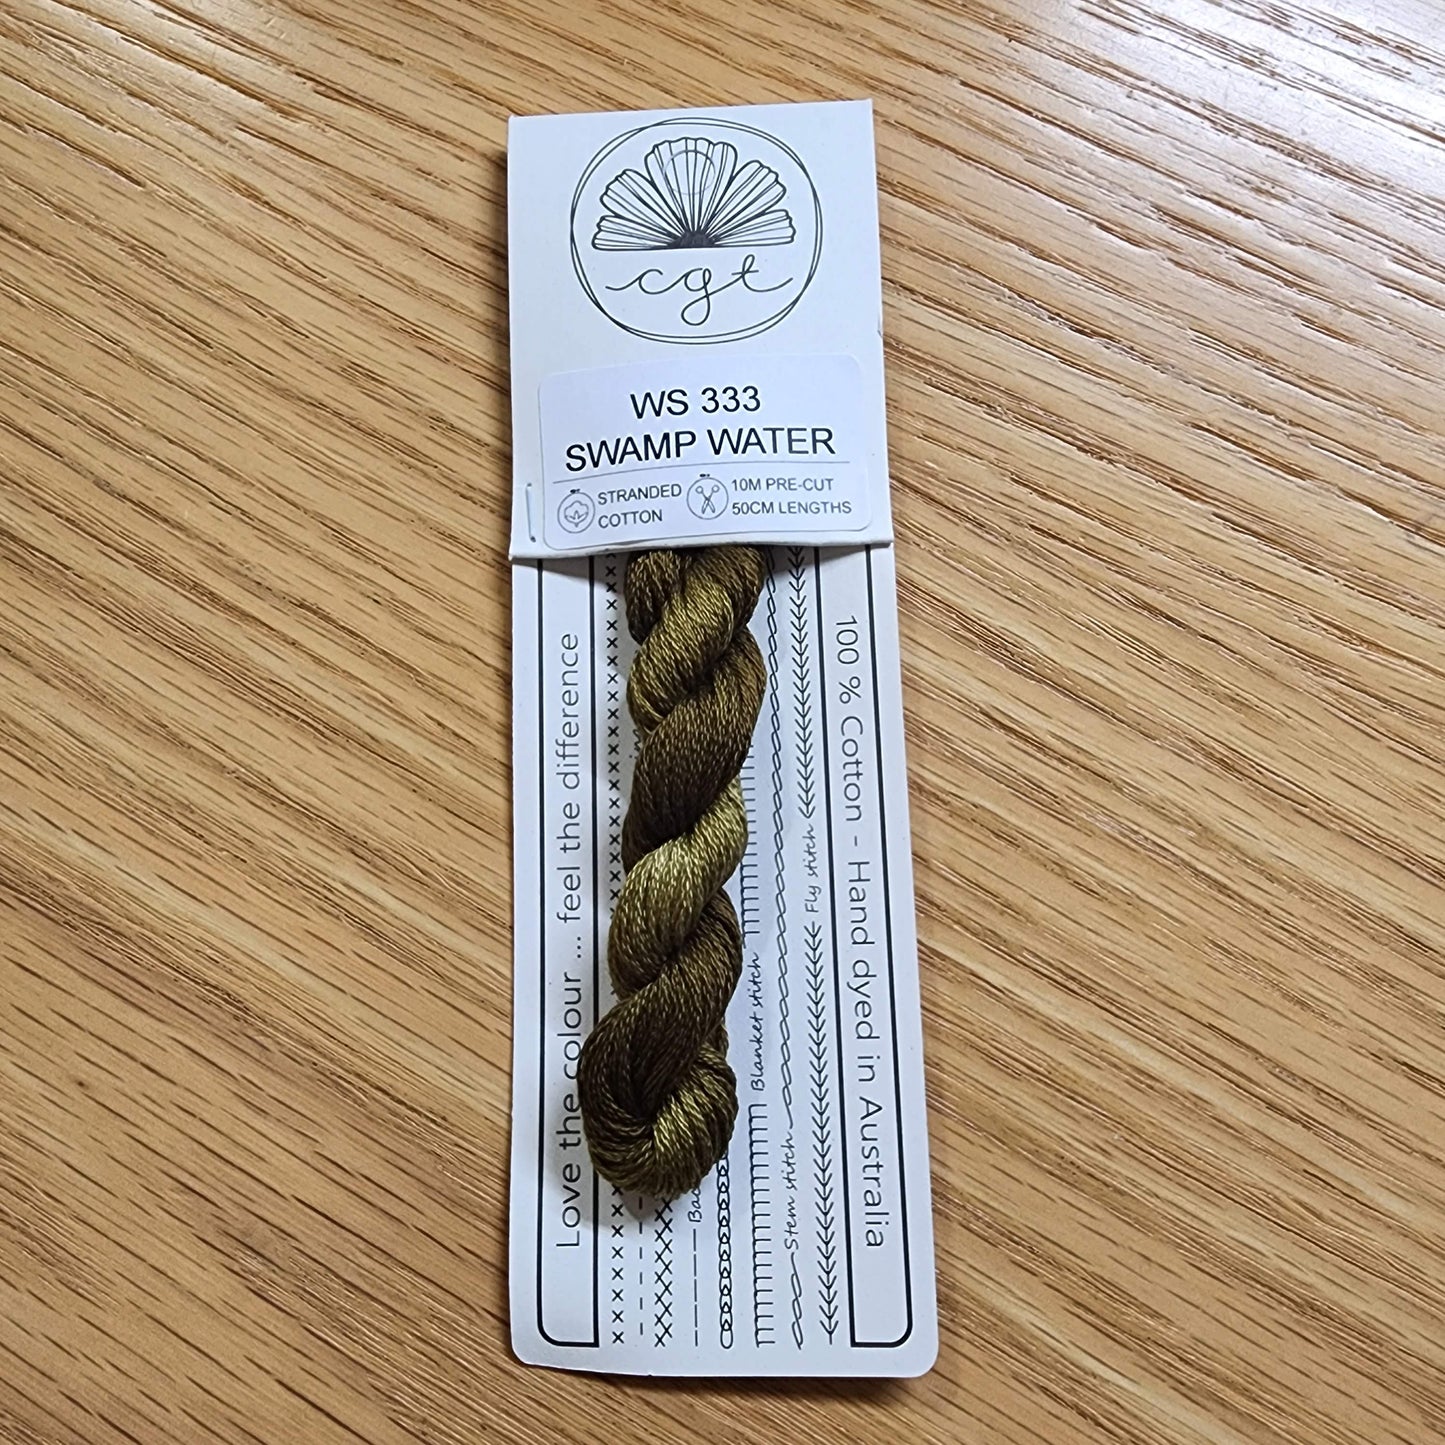 cgt
WS 333
SWAMP WATER
STRANDED
COTTON
10M PRE-CUT
50CM LENGTHS
Love the colour ... feel the difference
Blanket stitch
Stem stitch
Fly stitch
100 % Cotton - Hand dyed in Australia